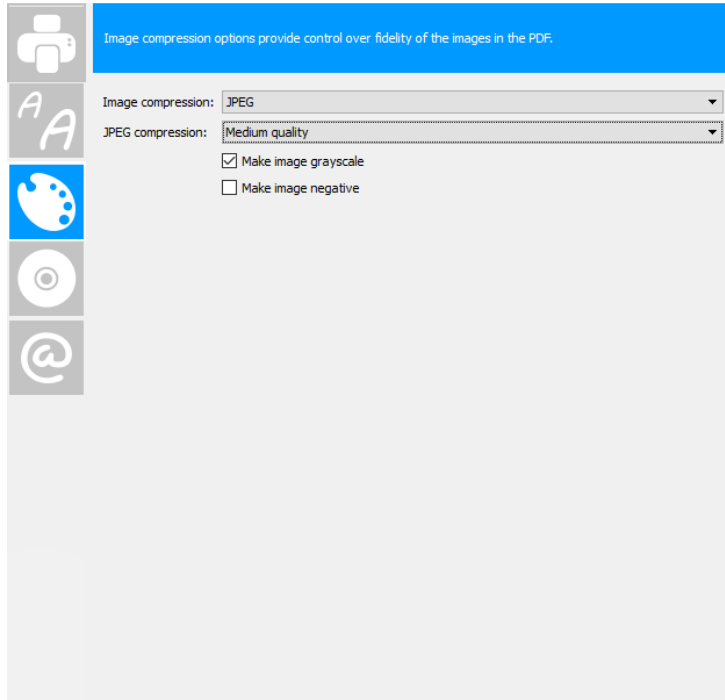 Image compression options provide control over fidelity of the images in the PDF.
Image compression: JPEG
JPEG compression: Medium quality
Make image grayscale
Make image negative